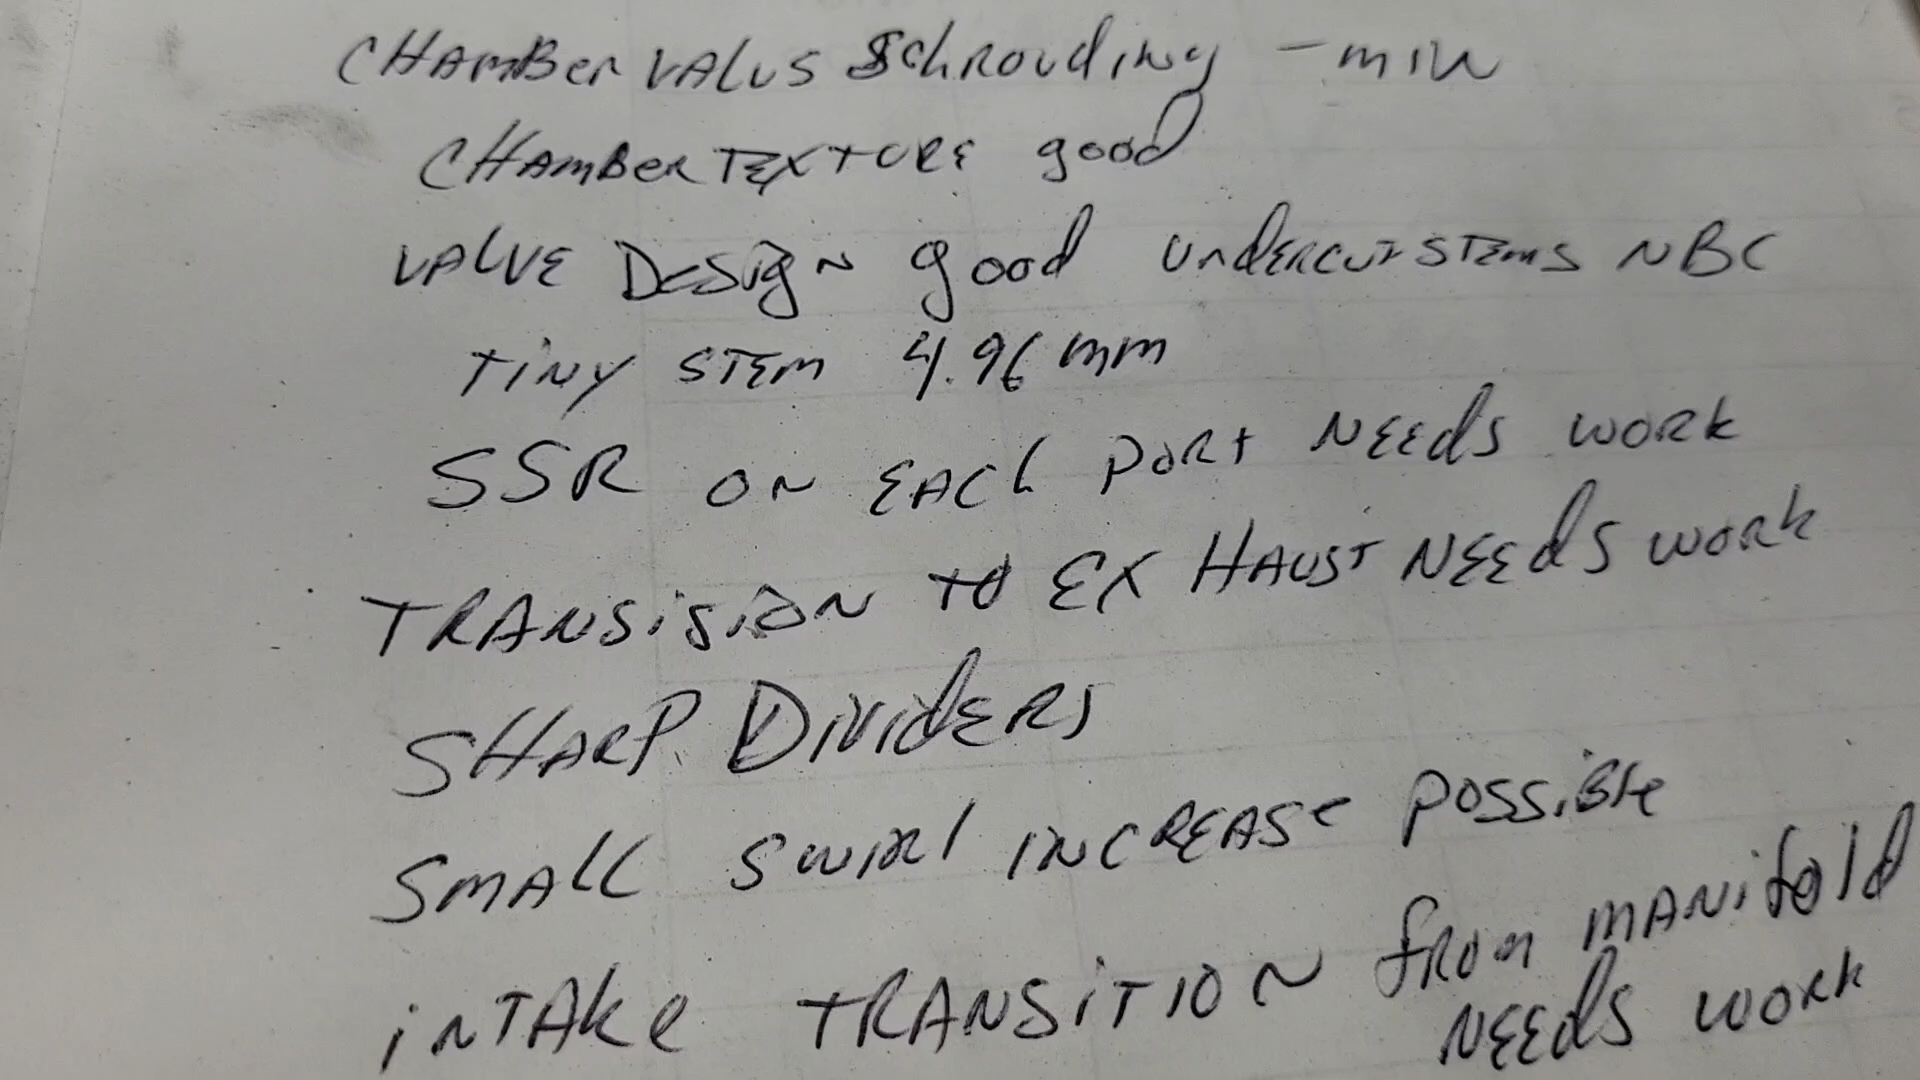 CHAMBER VALUS SChROUding - MIN
CHAMBER TEXTURE good
VALVE DESigN good UNDERCUT STEMS NBC
TINY STEM 4.96 mm
SSR ON EACh PORT NEEdS WORK
TRANSiSiON to EXHAUST NEEdS WORK
SHARP DiVidERS
SMALL SWiRl iNCREASE POSSiBle
iNTAKe TRANSiTION fROM MANifold
NEEdS WORK